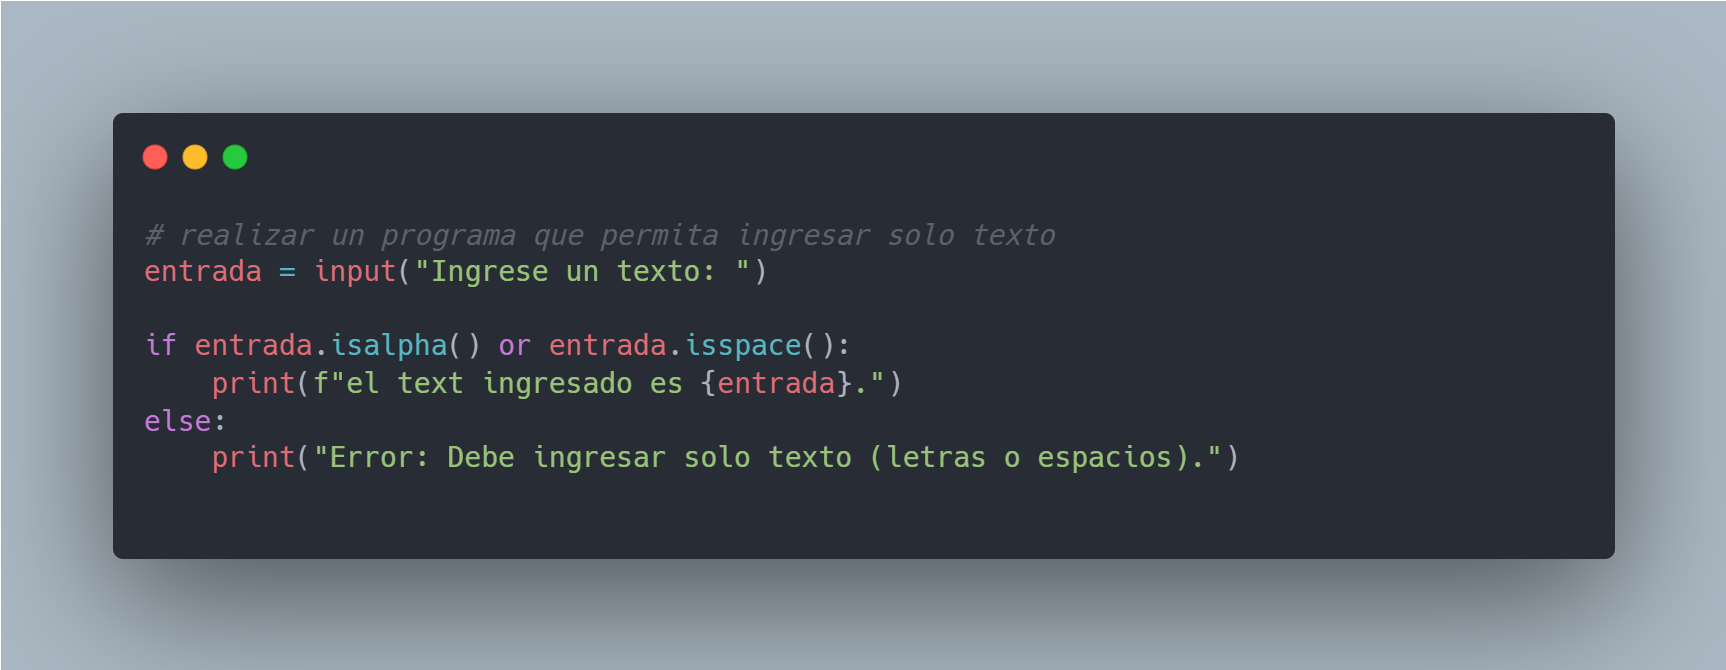 # realizar un programa que permita ingresar solo texto
entrada = input("Ingrese un texto: ")
if entrada.isalpha() or entrada.isspace():
    print(f"el text ingresado es {entrada}.")
else:
    print("Error: Debe ingresar solo texto (letras o espacios).")